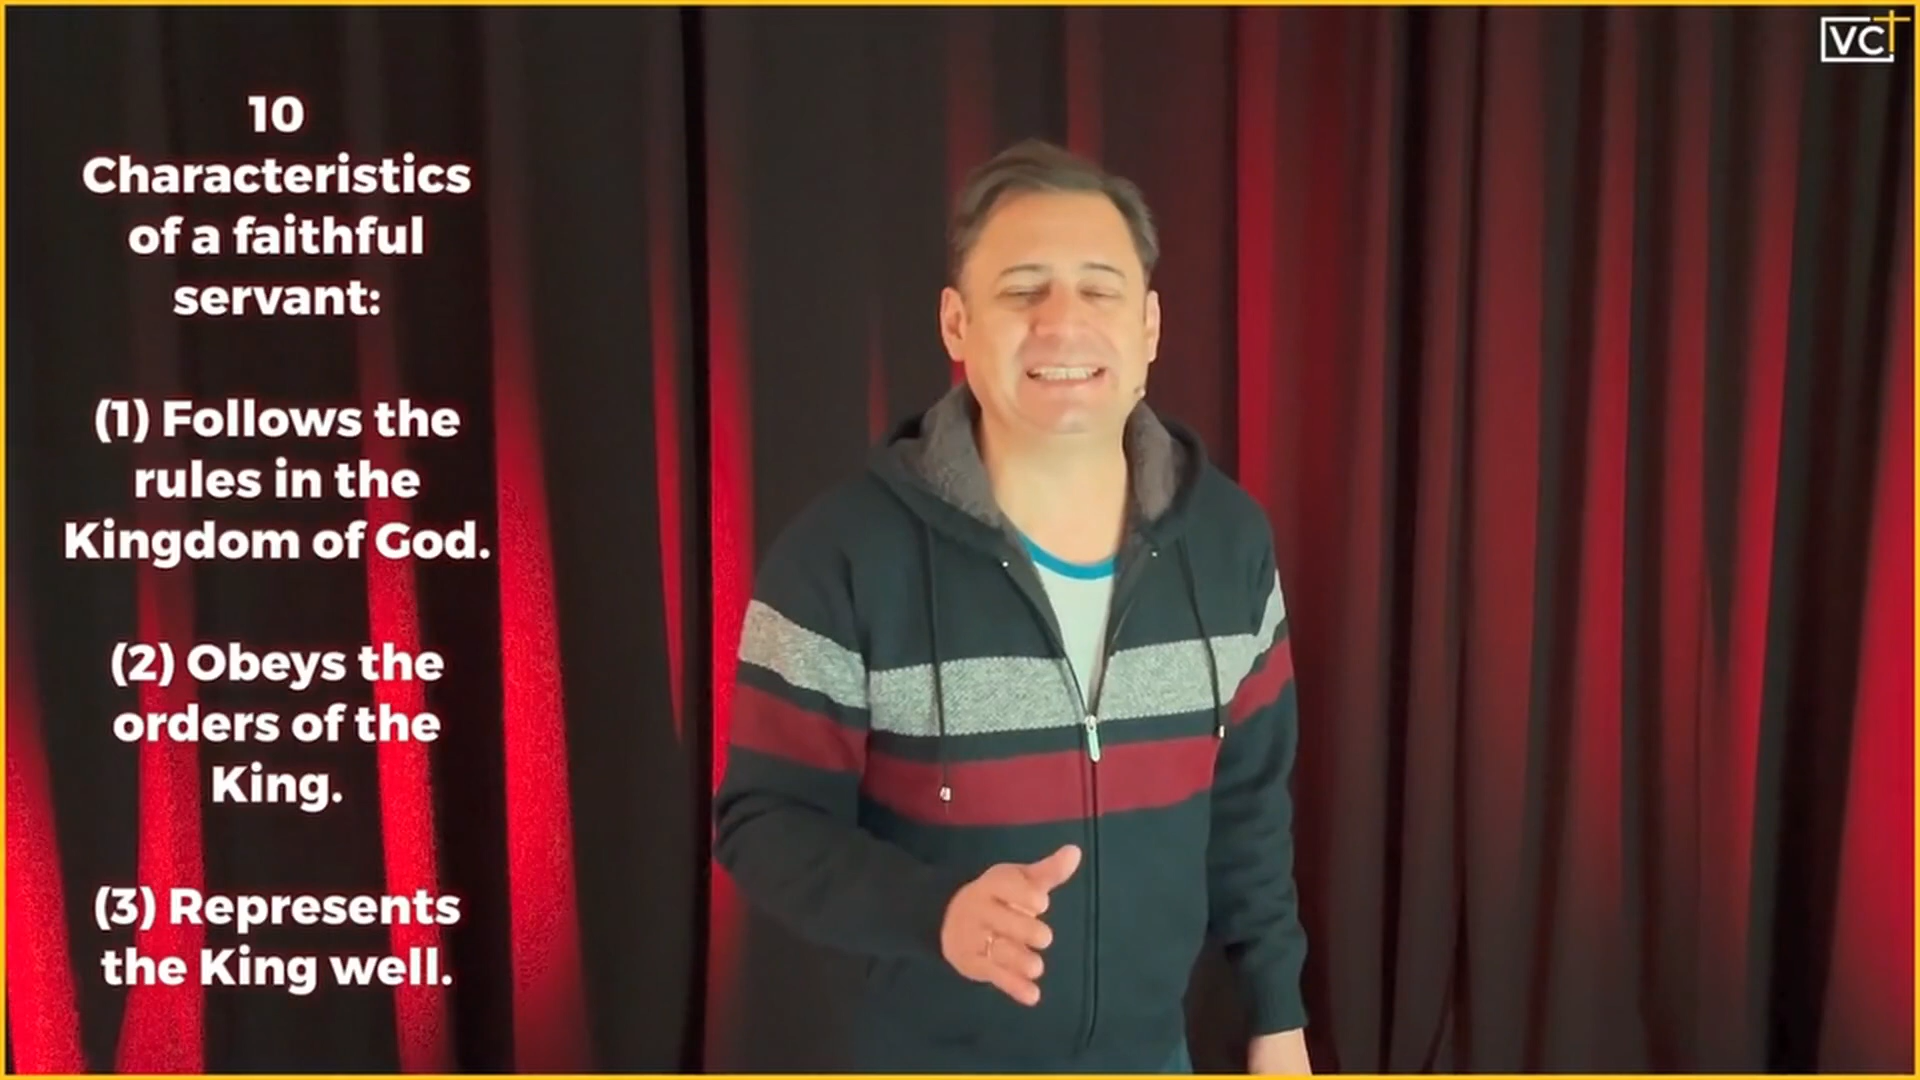 VC
10
Characteristics
of a faithful
servant:
(1) Follows the
rules in the
Kingdom of God.
(2) Obeys the
orders of the
King.
(3) Represents
the King well.